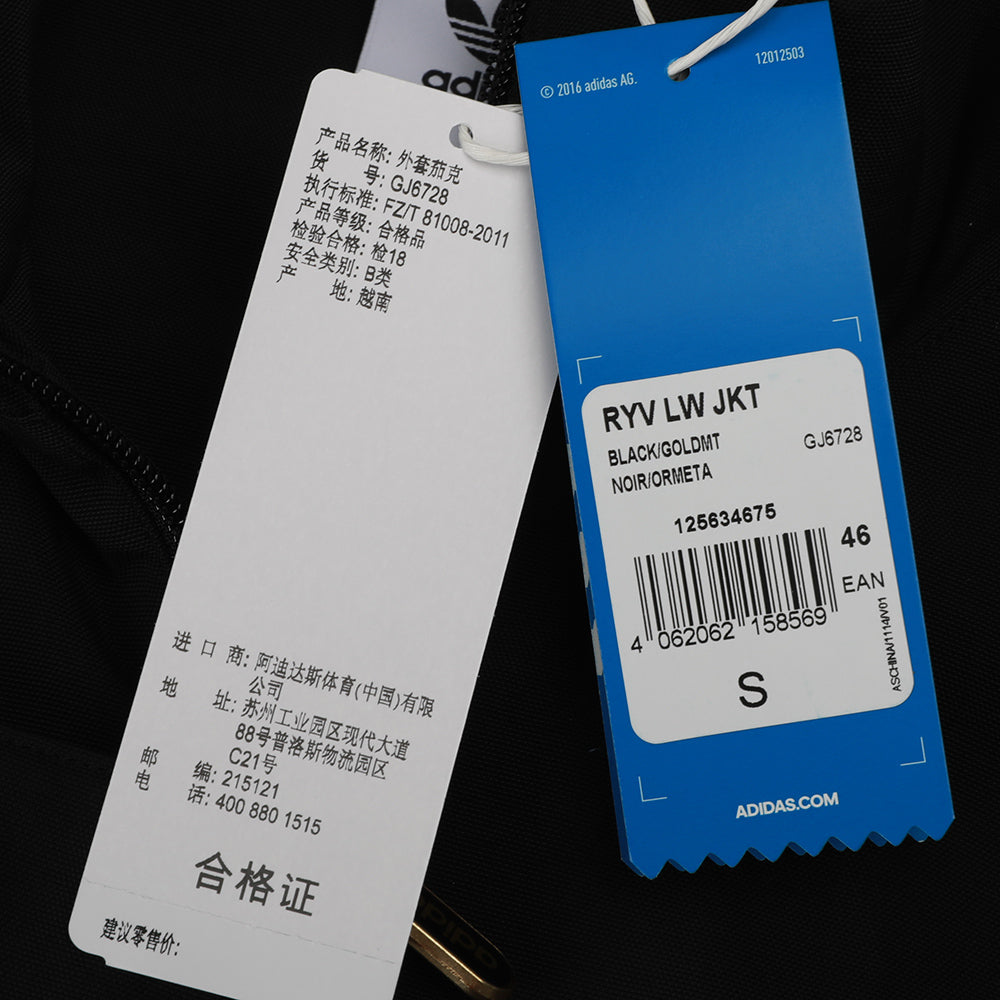 产品名称: 外套茄克
货 号: GJ6728
执行标准: FZ/T 81008-2011
产品等级: 合格品
检验合格: 检18
安全类别: B类
产 地: 越南
进 口 商: 阿迪达斯体育(中国)有限
公司
地 址: 苏州工业园区现代大道
88号普洛斯物流园区
C21号
邮 编: 215121
电 话: 400 880 1515
合格证
建议零售价:
© 2016 adidas AG.
12012503
RYV LW JKT
BLACK/GOLDMT
GJ6728
NOIR/ORMETA
125634675
46
EAN
4 062062 158569
ASCHINA/1114/V01
S
ADIDAS.COM